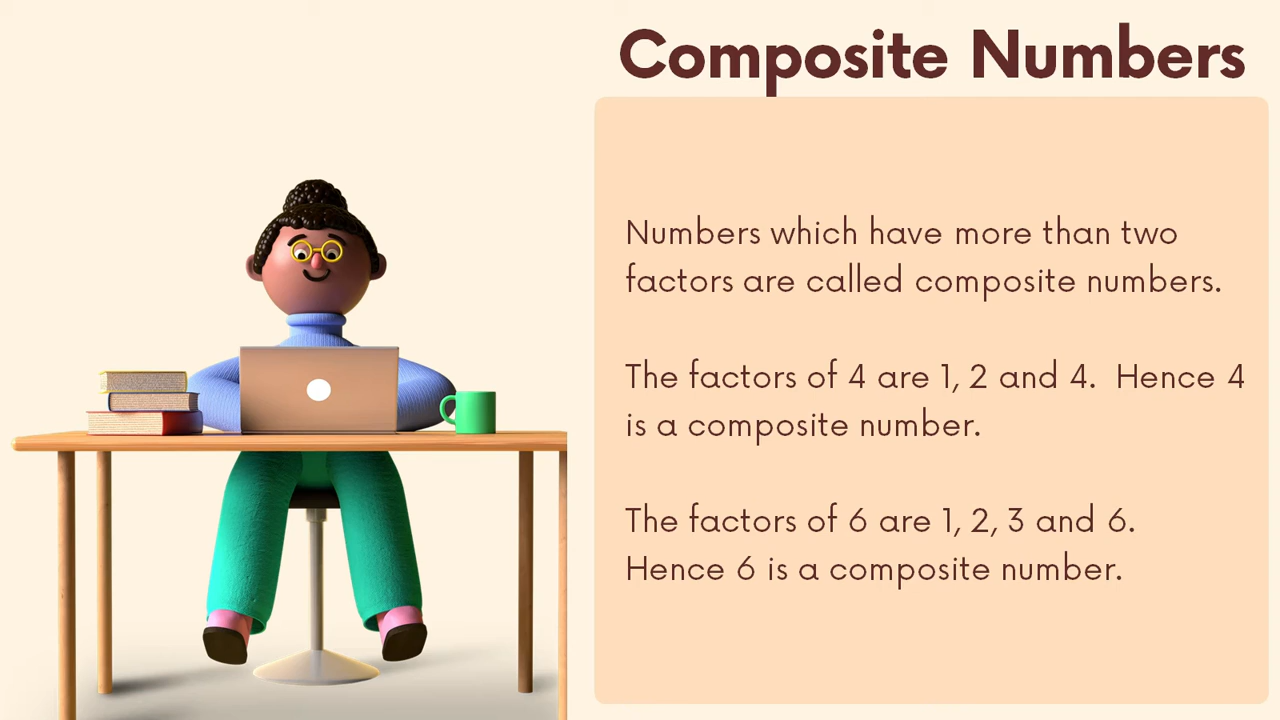 Composite Numbers
Numbers which have more than two
factors are called composite numbers.
The factors of 4 are 1, 2 and 4.  Hence 4
is a composite number.
The factors of 6 are 1, 2, 3 and 6.
Hence 6 is a composite number.